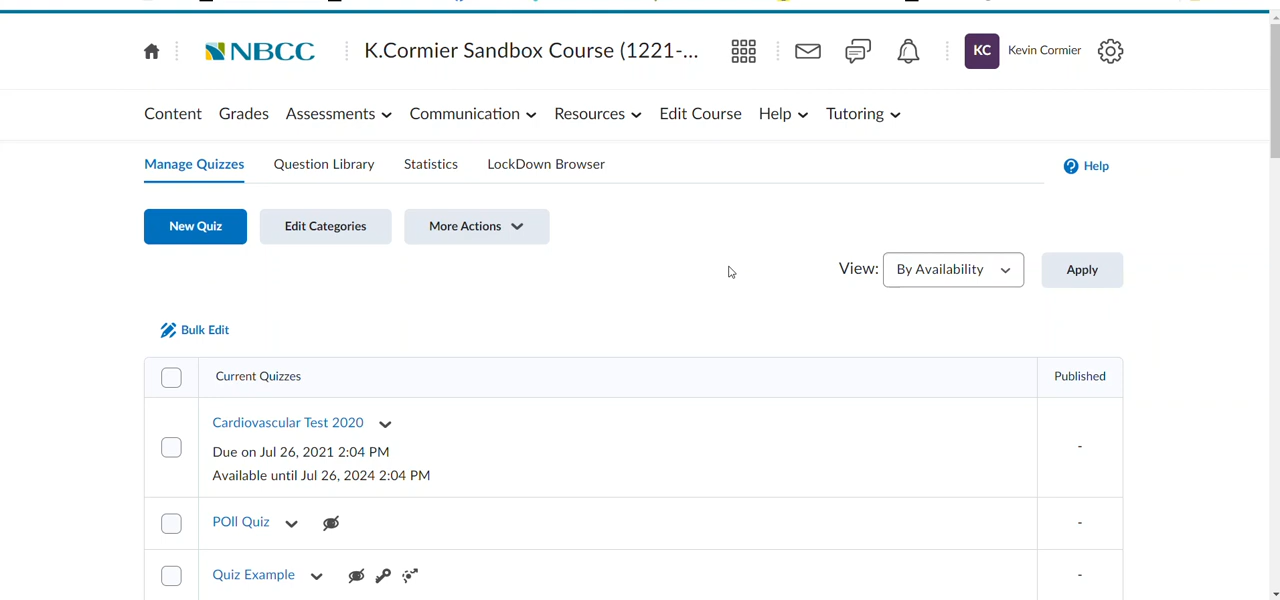 NBCC
K.Cormier Sandbox Course (1221-...
KC
Kevin Cormier
Content Grades Assessments Communication Resources Edit Course Help Tutoring
Manage Quizzes Question Library Statistics LockDown Browser
Help
New Quiz Edit Categories More Actions
View: By Availability Apply
Bulk Edit
Current Quizzes Published
Cardiovascular Test 2020
Due on Jul 26, 2021 2:04 PM
Available until Jul 26, 2024 2:04 PM
-
POll Quiz -
Quiz Example -